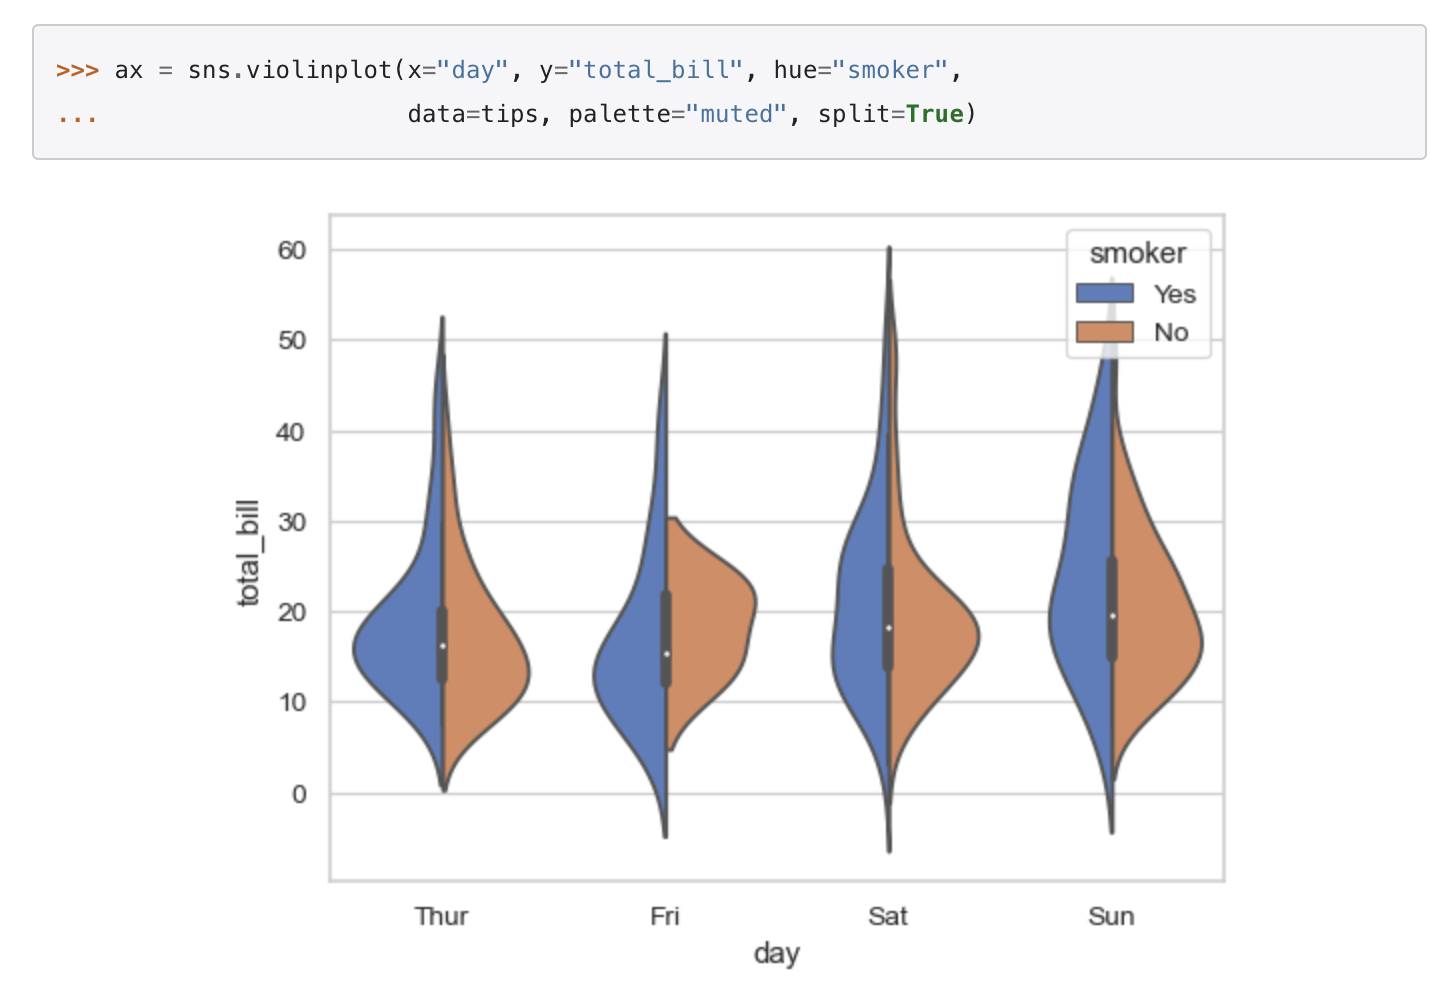 >>> ax = sns.violinplot(x="day", y="total_bill", hue="smoker",
...                     data=tips, palette="muted", split=True)
60
50
40
30
20
10
0
total_bill
smoker
Yes
No
Thur
Fri
Sat
Sun
day